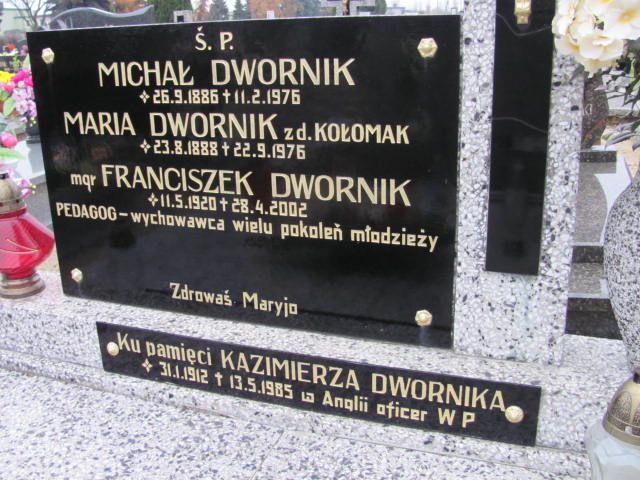 Ś. P.
MICHAŁ DWORNIK
✧ 26.9.1886 ✝ 11.2.1976
MARIA DWORNIK z d. KOŁOMAK
✧ 23.8.1888 ✝ 22.9.1976
mgr FRANCISZEK DWORNIK
✧ 11.5.1920 ✝ 28.4.2002
PEDAGOG – wychowawca wielu pokoleń młodzieży
Zdrowaś Maryjo
Ku pamięci KAZIMIERZA DWORNIKA
✧ 31.1.1912 ✝ 13.5.1985 w Anglii oficer W P